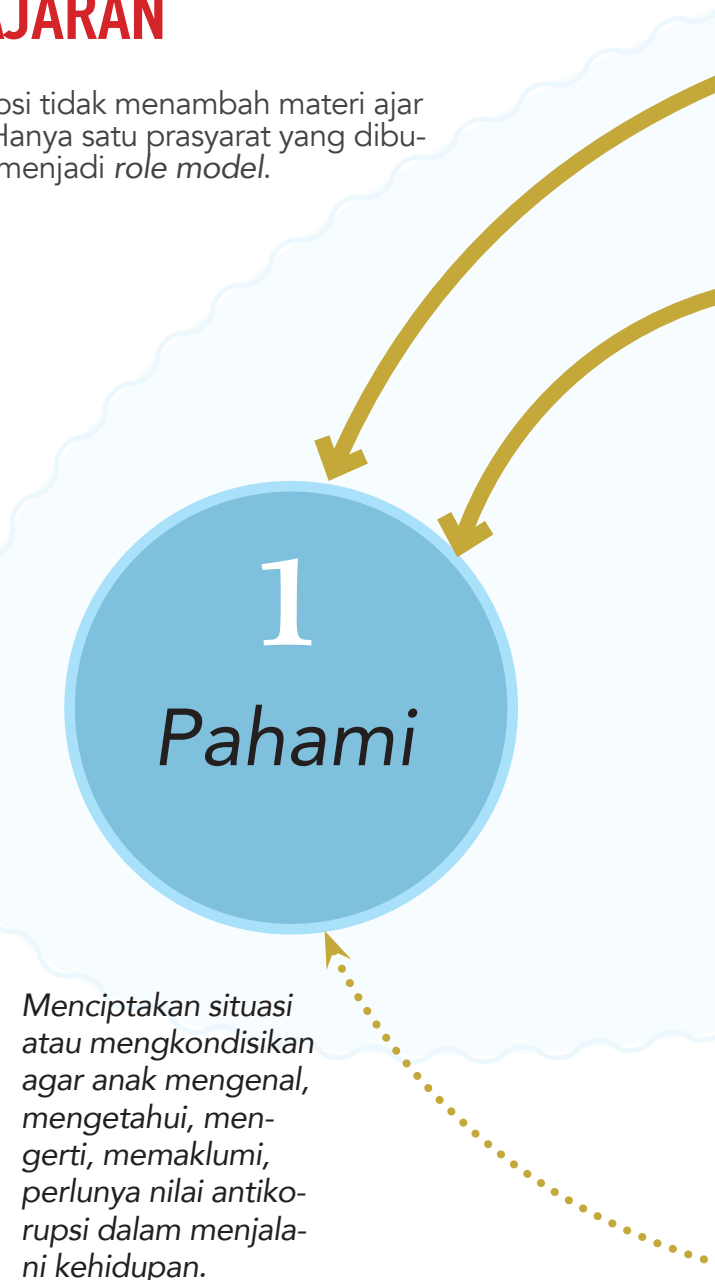 AJARAN
osi tidak menambah materi ajar
Hanya satu prasyarat yang dibu-
menjadi role model.
1
Pahami
Menciptakan situasi
atau mengkondisikan
agar anak mengenal,
mengetahui, men-
gerti, memaklumi,
perlunya nilai antiko-
rupsi dalam menjala-
ni kehidupan.